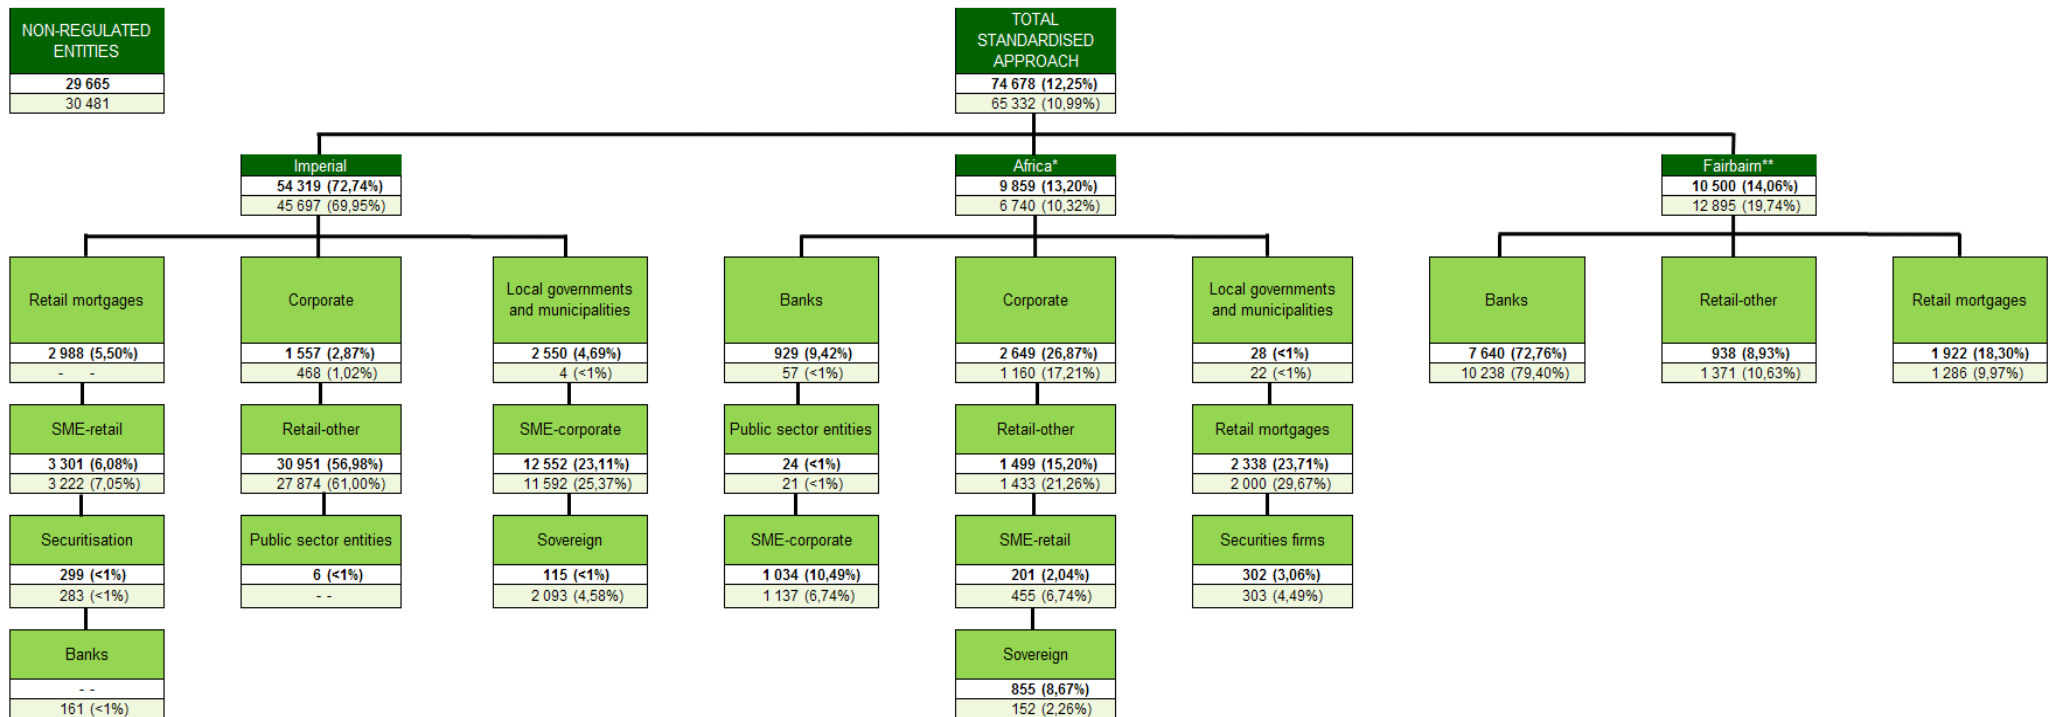 NON-REGULATED
ENTITIES
29 665
30 481
TOTAL
STANDARDISED
APPROACH
74 678 (12,25%)
65 332 (10,99%)
Imperial
54 319 (72,74%)
45 697 (69,95%)
Africa*
9 859 (13,20%)
6 740 (10,32%)
Fairbairn**
10 500 (14,06%)
12 895 (19,74%)
Retail mortgages
2 988 (5,50%)
- -
Corporate
1 557 (2,87%)
468 (1,02%)
Local governments
and municipalities
2 550 (4,69%)
4 (<1%)
Banks
929 (9,42%)
57 (<1%)
Corporate
2 649 (26,87%)
1 160 (17,21%)
Local governments
and municipalities
28 (<1%)
22 (<1%)
Banks
7 640 (72,76%)
10 238 (79,40%)
Retail-other
938 (8,93%)
1 371 (10,63%)
Retail mortgages
1 922 (18,30%)
1 286 (9,97%)
SME-retail
3 301 (6,08%)
3 222 (7,05%)
Retail-other
30 951 (56,98%)
27 874 (61,00%)
SME-corporate
12 552 (23,11%)
11 592 (25,37%)
Public sector entities
24 (<1%)
21 (<1%)
Retail-other
1 499 (15,20%)
1 433 (21,26%)
Retail mortgages
2 338 (23,71%)
2 000 (29,67%)
Securitisation
299 (<1%)
283 (<1%)
Public sector entities
6 (<1%)
- -
Sovereign
115 (<1%)
2 093 (4,58%)
SME-corporate
1 034 (10,49%)
1 137 (6,74%)
SME-retail
201 (2,04%)
455 (6,74%)
Securities firms
302 (3,06%)
303 (4,49%)
Banks
- -
161 (<1%)
Sovereign
855 (8,67%)
152 (2,26%)